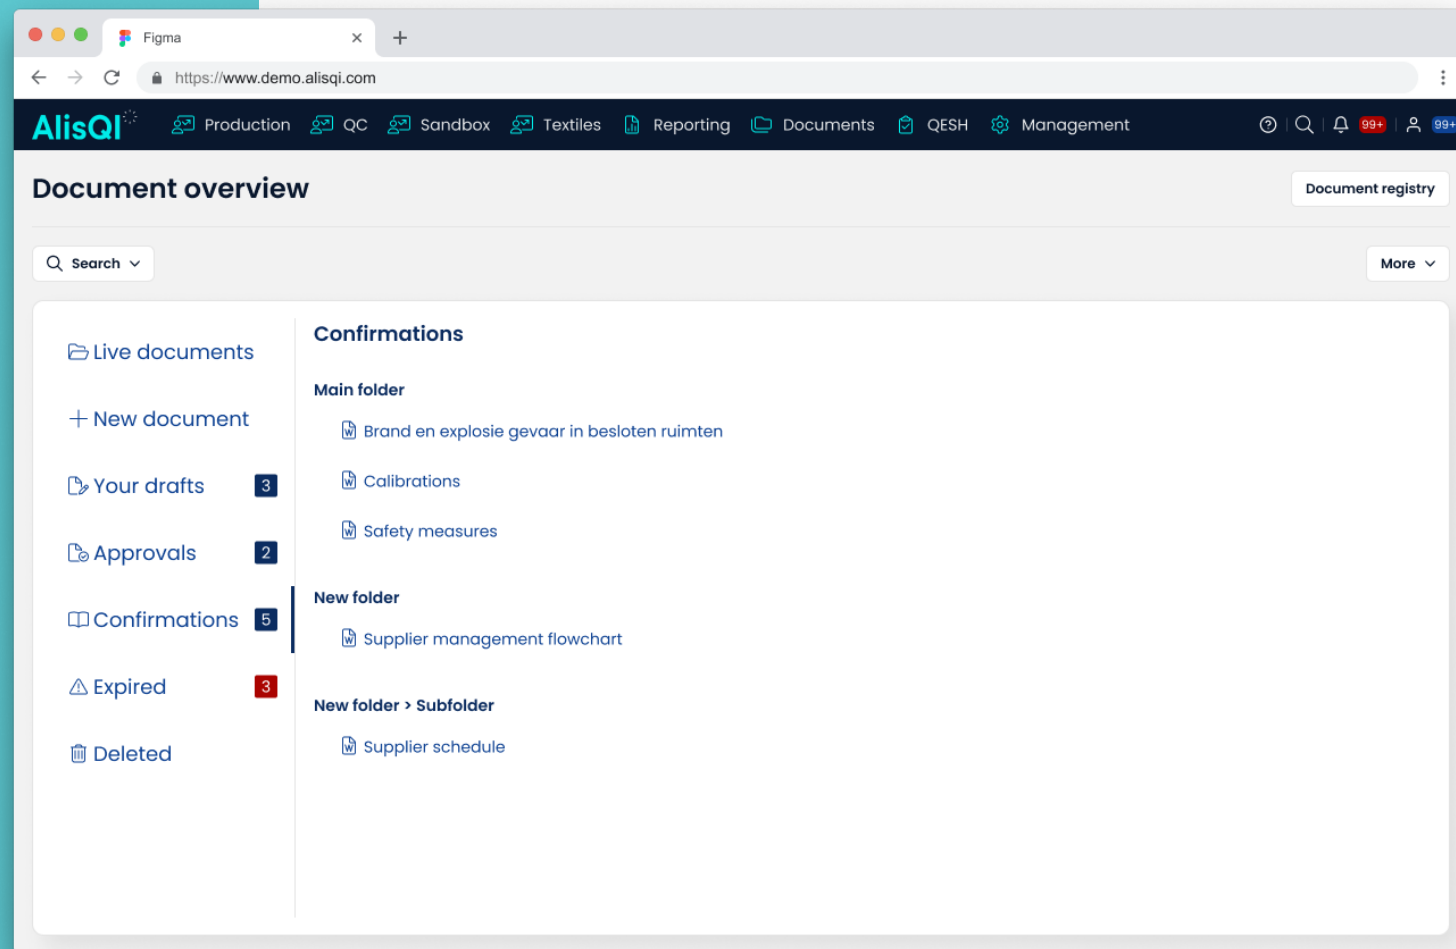 Figma
https://www.demo.alisqi.com
AlisQI Production QC Sandbox Textiles Reporting Documents QESH Management 99+ 99+
Document overview
Document registry
Search
More
Live documents
New document
Your drafts 3
Approvals 2
Confirmations 5
Expired 3
Deleted
Confirmations
Main folder
Brand en explosie gevaar in besloten ruimten
Calibrations
Safety measures
New folder
Supplier management flowchart
New folder > Subfolder
Supplier schedule